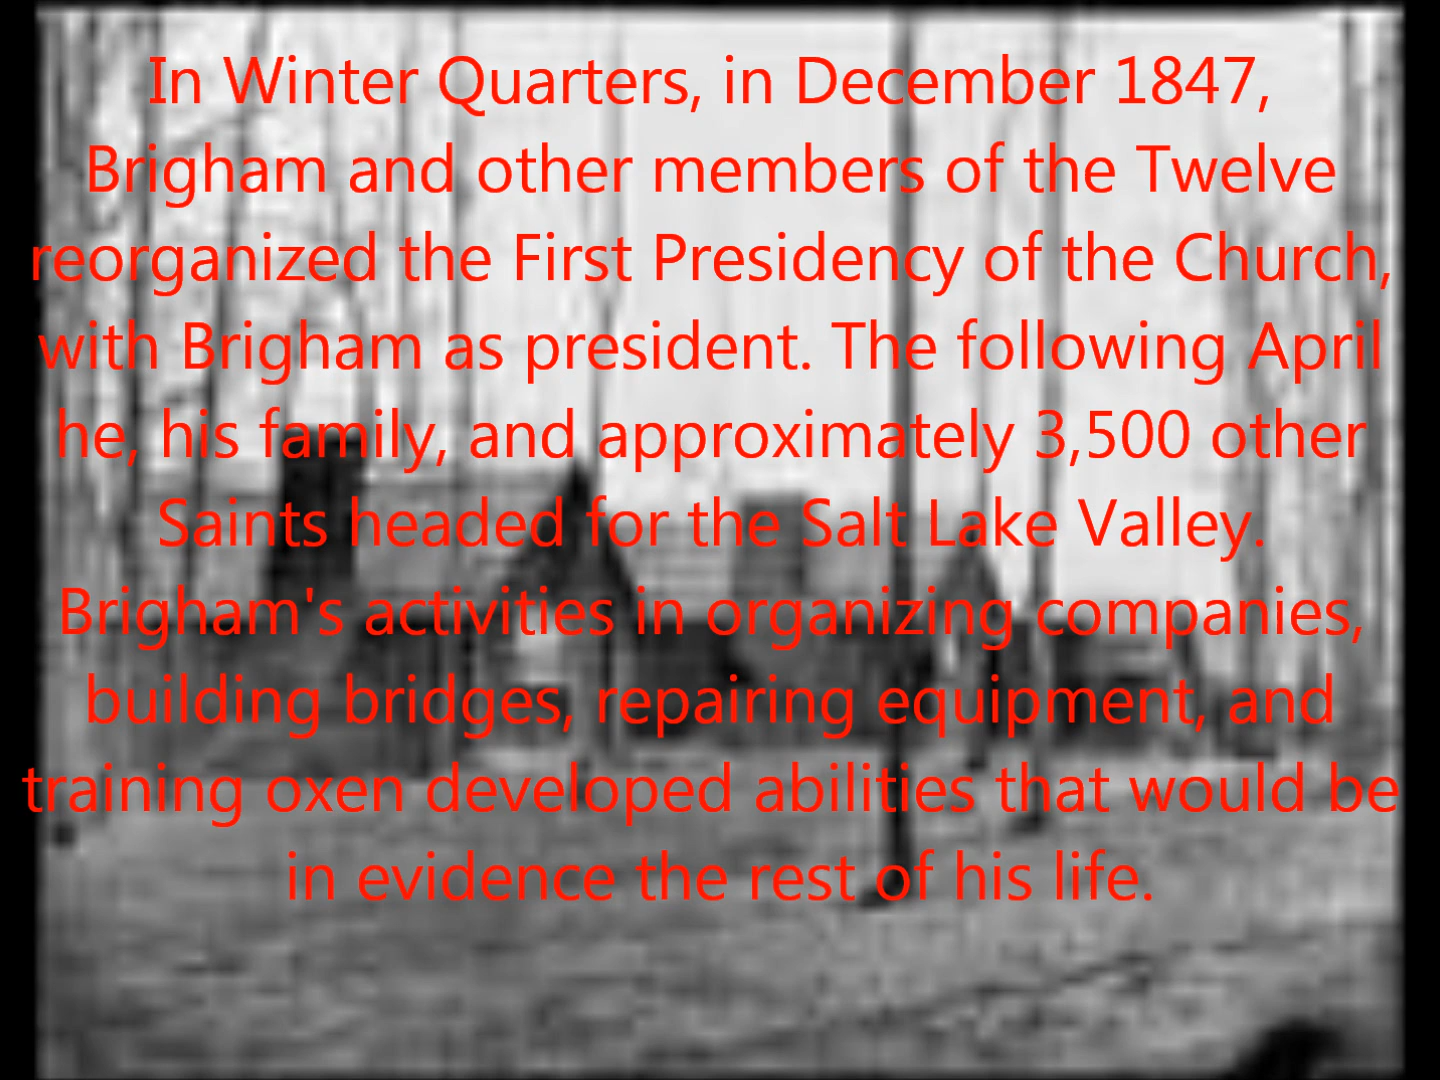 In Winter Quarters, in December 1847,
Brigham and other members of the Twelve
reorganized the First Presidency of the Church,
with Brigham as president. The following April
he, his family, and approximately 3,500 other
Saints headed for the Salt Lake Valley.
Brigham's activities in organizing companies,
building bridges, repairing equipment, and
training oxen developed abilities that would be
in evidence the rest of his life.